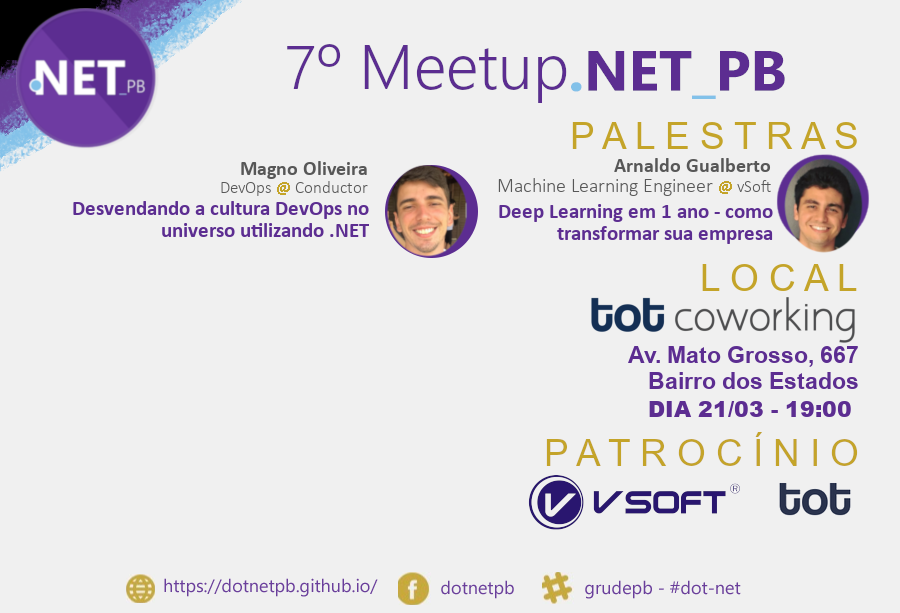 .NET_PB
7º Meetup.NET_PB
PALESTRAS
Magno Oliveira
DevOps @ Conductor
Desvendando a cultura DevOps no
universo utilizando .NET
Arnaldo Gualberto
Machine Learning Engineer @ vSoft
Deep Learning em 1 ano - como
transformar sua empresa
LOCAL
tot coworking
Av. Mato Grosso, 667
Bairro dos Estados
DIA 21/03 - 19:00
PATROCÍNIO
V VSOFT®
tot
https://dotnetpb.github.io/
f dotnetpb
grudepb - #dot-net